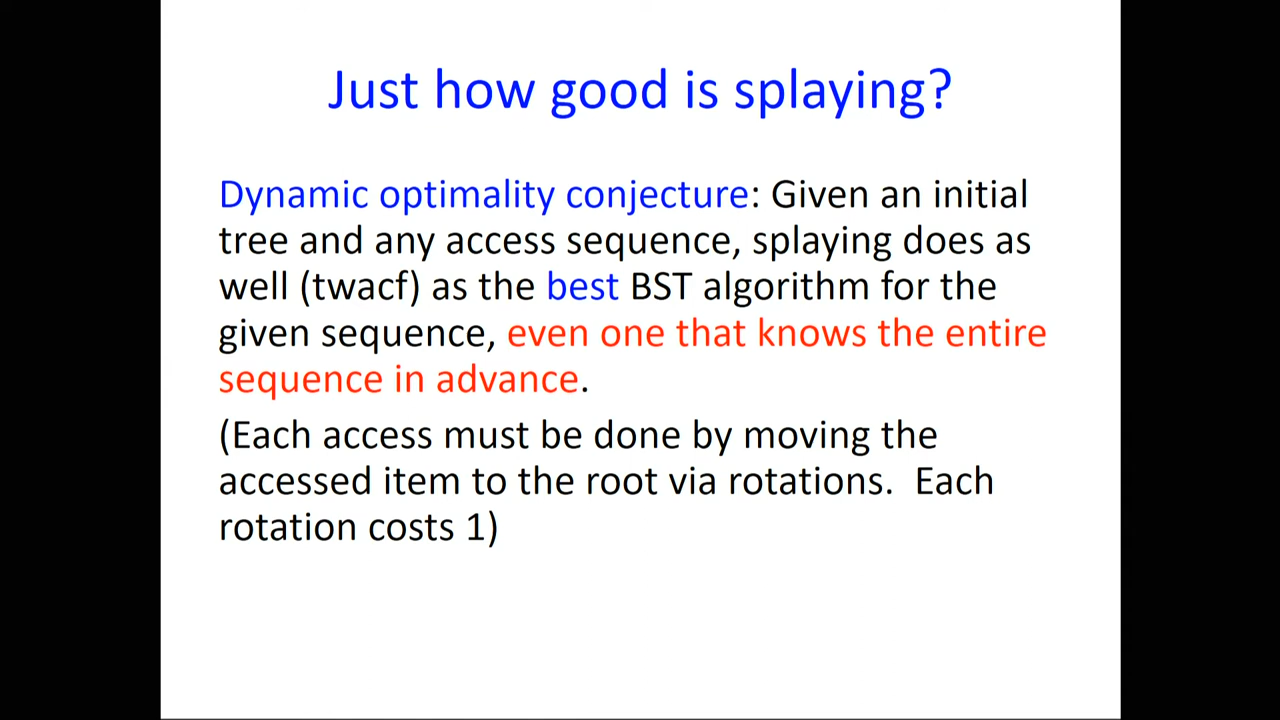 Just how good is splaying?
Dynamic optimality conjecture: Given an initial
tree and any access sequence, splaying does as
well (twacf) as the best BST algorithm for the
given sequence, even one that knows the entire
sequence in advance.
(Each access must be done by moving the
accessed item to the root via rotations.  Each
rotation costs 1)